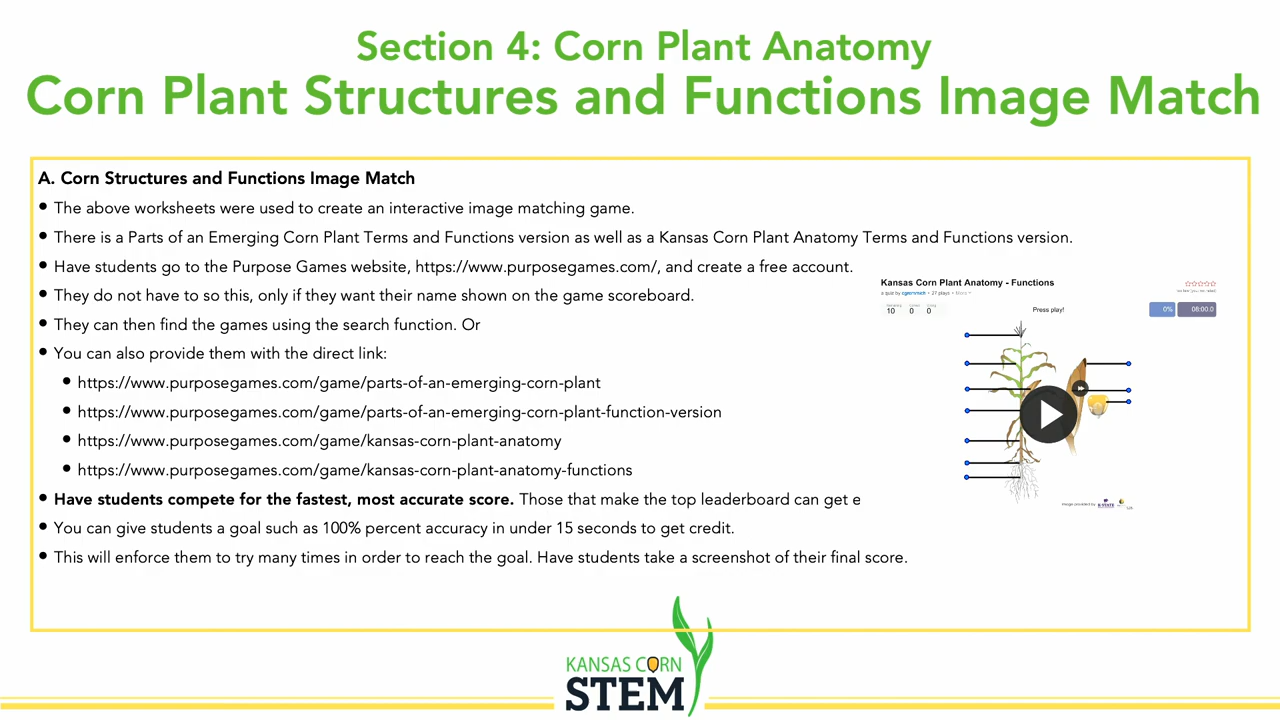 Section 4: Corn Plant Anatomy
Corn Plant Structures and Functions Image Match
A. Corn Structures and Functions Image Match
• The above worksheets were used to create an interactive image matching game.
• There is a Parts of an Emerging Corn Plant Terms and Functions version as well as a Kansas Corn Plant Anatomy Terms and Functions version.
• Have students go to the Purpose Games website, https://www.purposegames.com/, and create a free account.
• They do not have to so this, only if they want their name shown on the game scoreboard.
• They can then find the games using the search function. Or
• You can also provide them with the direct link:
• https://www.purposegames.com/game/parts-of-an-emerging-corn-plant
• https://www.purposegames.com/game/parts-of-an-emerging-corn-plant-function-version
• https://www.purposegames.com/game/kansas-corn-plant-anatomy
• https://www.purposegames.com/game/kansas-corn-plant-anatomy-functions
• Have students compete for the fastest, most accurate score. Those that make the top leaderboard can get e
• You can give students a goal such as 100% percent accuracy in under 15 seconds to get credit.
• This will enforce them to try many times in order to reach the goal. Have students take a screenshot of their final score.
Kansas Corn Plant Anatomy - Functions
a quiz by • 27 plays • More
10 0 0
Press play!
0%
06:00.0
image provided by K-STATE
KANSAS CORN
STEM